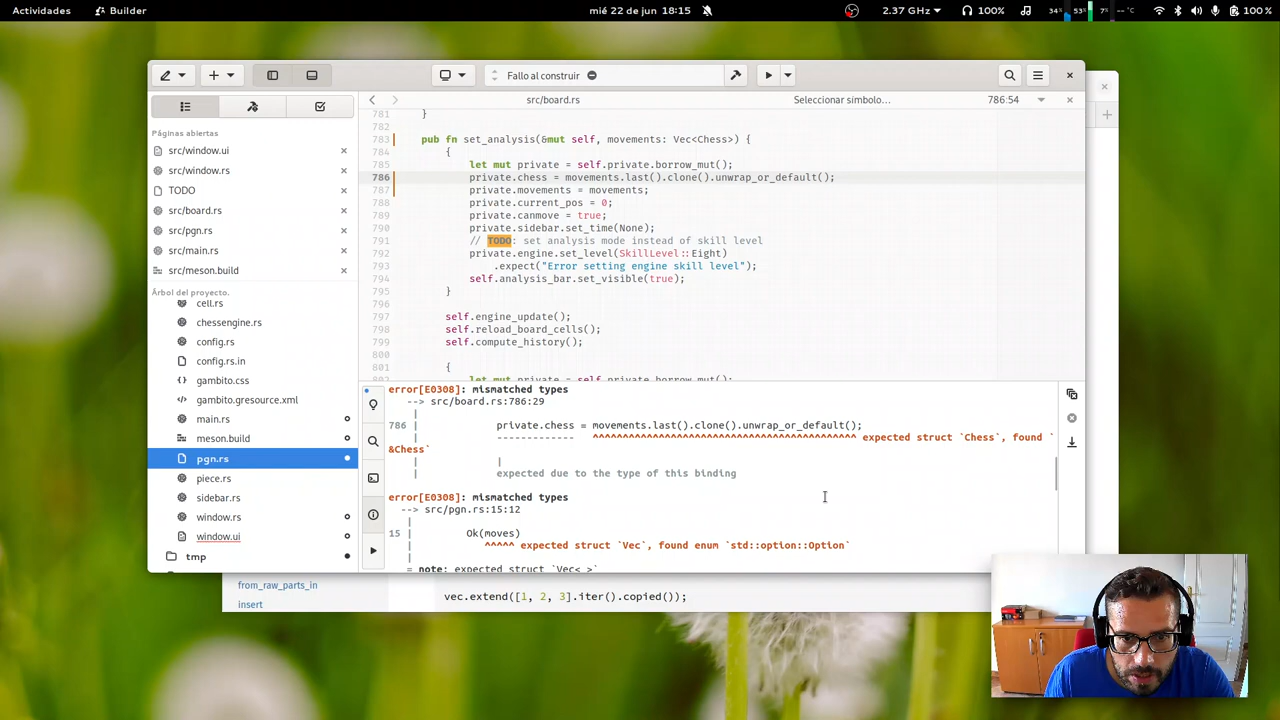 Actividades
Builder
mié 22 de jun 18:15
2.37 GHz
100%
34%
53%
7%
-- °C
100 %
Fallo al construir
src/board.rs
Seleccionar símbolo…
786:54
Páginas abiertas
src/window.ui
src/window.rs
TODO
src/board.rs
src/pgn.rs
src/main.rs
src/meson.build
Árbol del proyecto.
cell.rs
chessengine.rs
config.rs
config.rs.in
gambito.css
gambito.gresource.xml
main.rs
meson.build
pgn.rs
piece.rs
sidebar.rs
window.rs
window.ui
tmp
781 }
782
783 pub fn set_analysis(&mut self, movements: Vec<Chess>) {
784 {
785 let mut private = self.private.borrow_mut();
786 private.chess = movements.last().clone().unwrap_or_default();
787 private.movements = movements;
788 private.current_pos = 0;
789 private.canmove = true;
790 private.sidebar.set_time(None);
791 // TODO: set analysis mode instead of skill level
792 private.engine.set_level(SkillLevel::Eight)
793 .expect("Error setting engine skill level");
794 self.analysis_bar.set_visible(true);
795 }
796
797 self.engine_update();
798 self.reload_board_cells();
799 self.compute_history();
800
801 {
802 let mut private = self.private.borrow_mut();
error[E0308]: mismatched types
--> src/board.rs:786:29
|
786 private.chess = movements.last().clone().unwrap_or_default();
| ------------- ^^^^^^^^^^^^^^^^^^^^^^^^^^^^^^^^^^^^^^^^^^^^ expected struct `Chess`, found `
&Chess`
| |
| expected due to the type of this binding
error[E0308]: mismatched types
--> src/pgn.rs:15:12
|
15 Ok(moves)
| ^^^^^ expected struct `Vec`, found enum `std::option::Option`
|
= note: expected struct `Vec<_>`
from_raw_parts_in
insert
vec.extend([1, 2, 3].iter().copied());